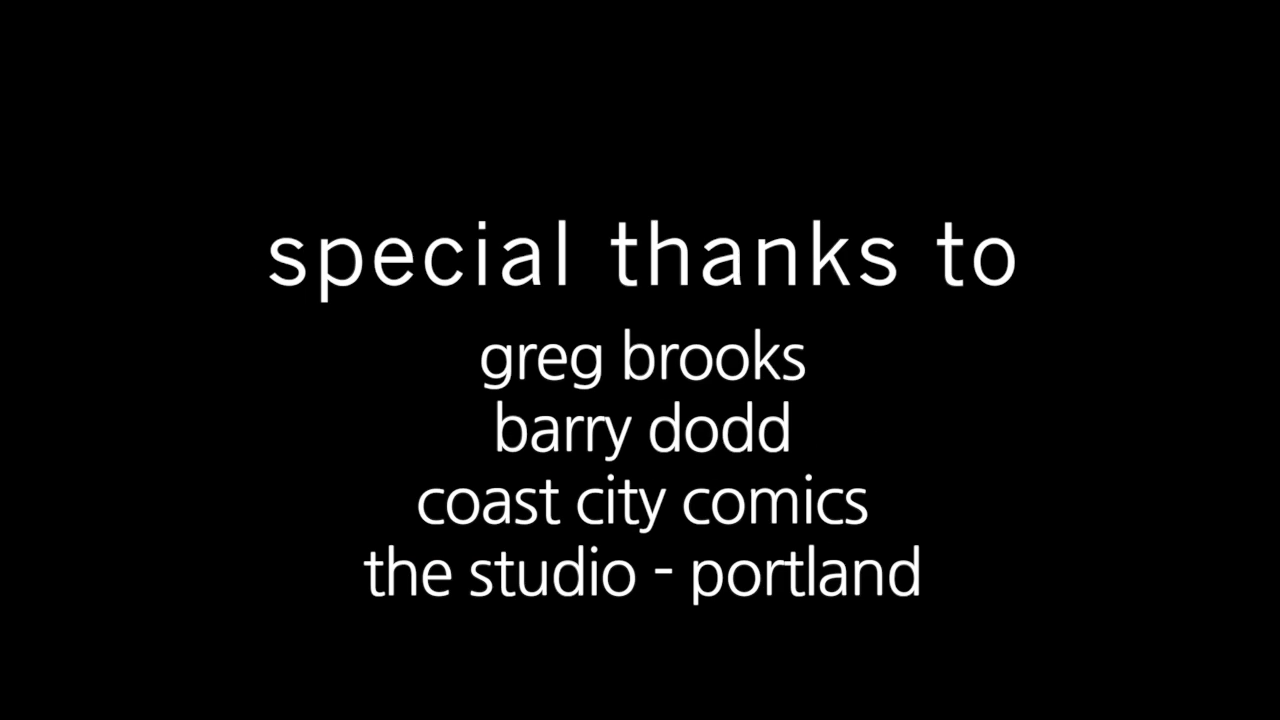 special thanks to
greg brooks
barry dodd
coast city comics
the studio - portland